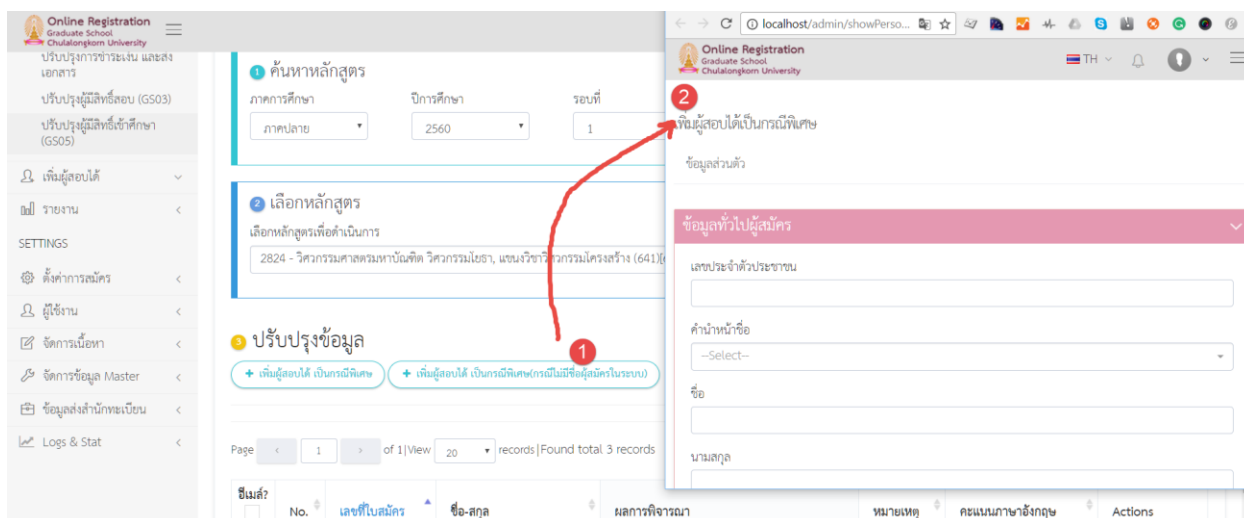 Online Registration
Graduate School
Chulalongkorn University
ปรับปรุงการชำระเงิน และส่ง
เอกสาร
ปรับปรุงผู้มีสิทธิ์สอบ (GS03)
ปรับปรุงผู้มีสิทธิ์เข้าศึกษา
(GS05)
เพิ่มผู้สอบได้
รายงาน
SETTINGS
ตั้งค่าการสมัคร
ผู้ใช้งาน
จัดการเนื้อหา
จัดการข้อมูล Master
ข้อมูลส่งสำนักทะเบียน
Logs & Stat
1 ค้นหาหลักสูตร
ภาคการศึกษา ปีการศึกษา รอบที่
ภาคปลาย 2560 1
2 เลือกหลักสูตร
เลือกหลักสูตรเพื่อดำเนินการ
2824 - วิศวกรรมศาสตรมหาบัณฑิต วิศวกรรมโยธา, แขนงวิชาวิศวกรรมโครงสร้าง (641)
3 ปรับปรุงข้อมูล
1
+ เพิ่มผู้สอบได้ เป็นกรณีพิเศษ + เพิ่มผู้สอบได้ เป็นกรณีพิเศษ(กรณีไม่มีชื่อผู้สมัครในระบบ)
Page 1 of 1|View 20 records|Found total 3 records
อีเมล์? No. เลขที่ใบสมัคร ชื่อ-สกุล ผลการพิจารณา หมายเหตุ คะแนนภาษาอังกฤษ Actions
localhost/admin/showPerso...
Online Registration
Graduate School
Chulalongkorn University
TH
2
เพิ่มผู้สอบได้เป็นกรณีพิเศษ
ข้อมูลส่วนตัว
ข้อมูลทั่วไปผู้สมัคร
เลขประจำตัวประชาชน
คำนำหน้าชื่อ
--Select--
ชื่อ
นามสกุล